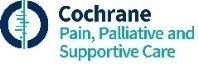 Cochrane
Pain, Palliative and
Supportive Care